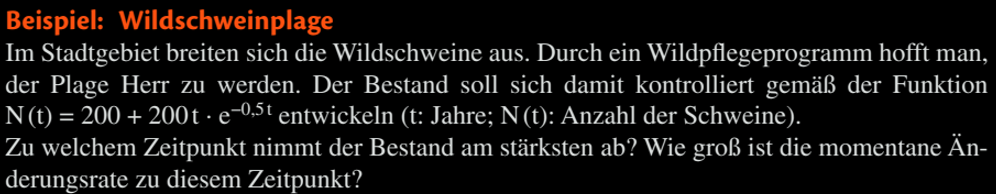 Beispiel: Wildschweinplage
Im Stadtgebiet breiten sich die Wildschweine aus. Durch ein Wildpflegeprogramm hofft man,
der Plage Herr zu werden. Der Bestand soll sich damit kontrolliert gemäß der Funktion
N(t) = 200 + 200t · e⁻⁰,⁵ᵗ entwickeln (t: Jahre; N(t): Anzahl der Schweine).
Zu welchem Zeitpunkt nimmt der Bestand am stärksten ab? Wie groß ist die momentane Än-
derungsrate zu diesem Zeitpunkt?